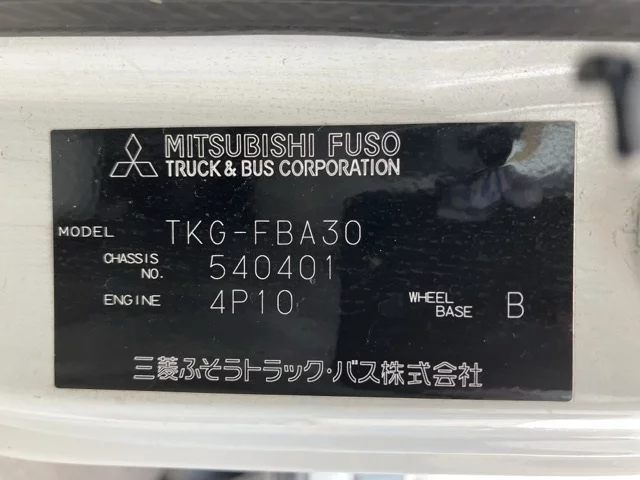 MITSUBISHI FUSO
TRUCK & BUS CORPORATION
MODEL TKG-FBA30
CHASSIS NO. 540401
ENGINE 4P10 WHEEL BASE B
三菱ふそうトラック・バス株式会社